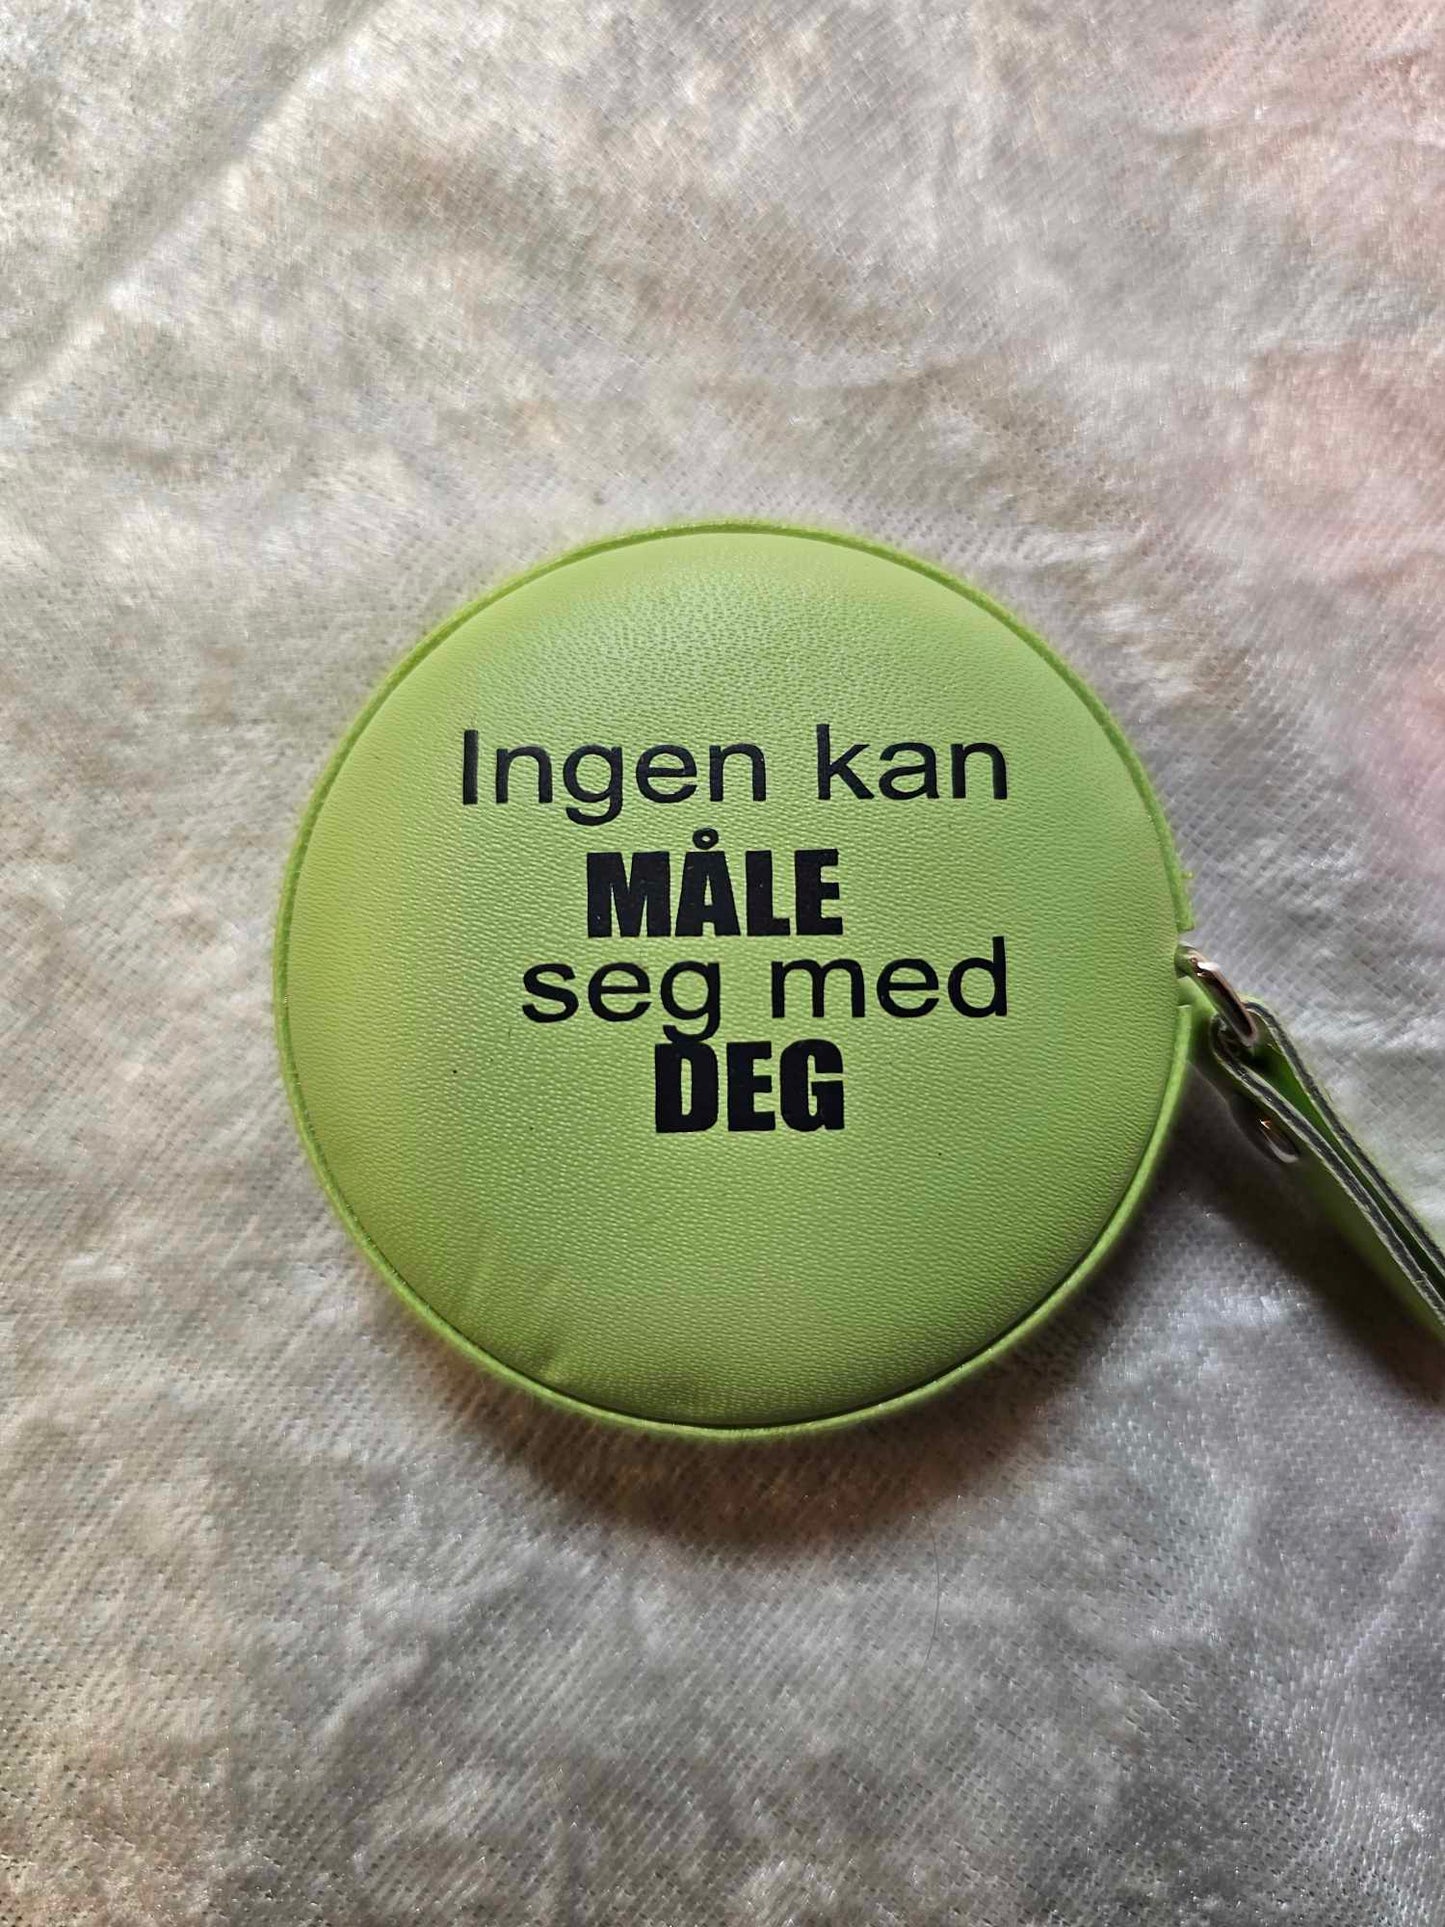 Ingen kan
MÅLE
seg med
DEG